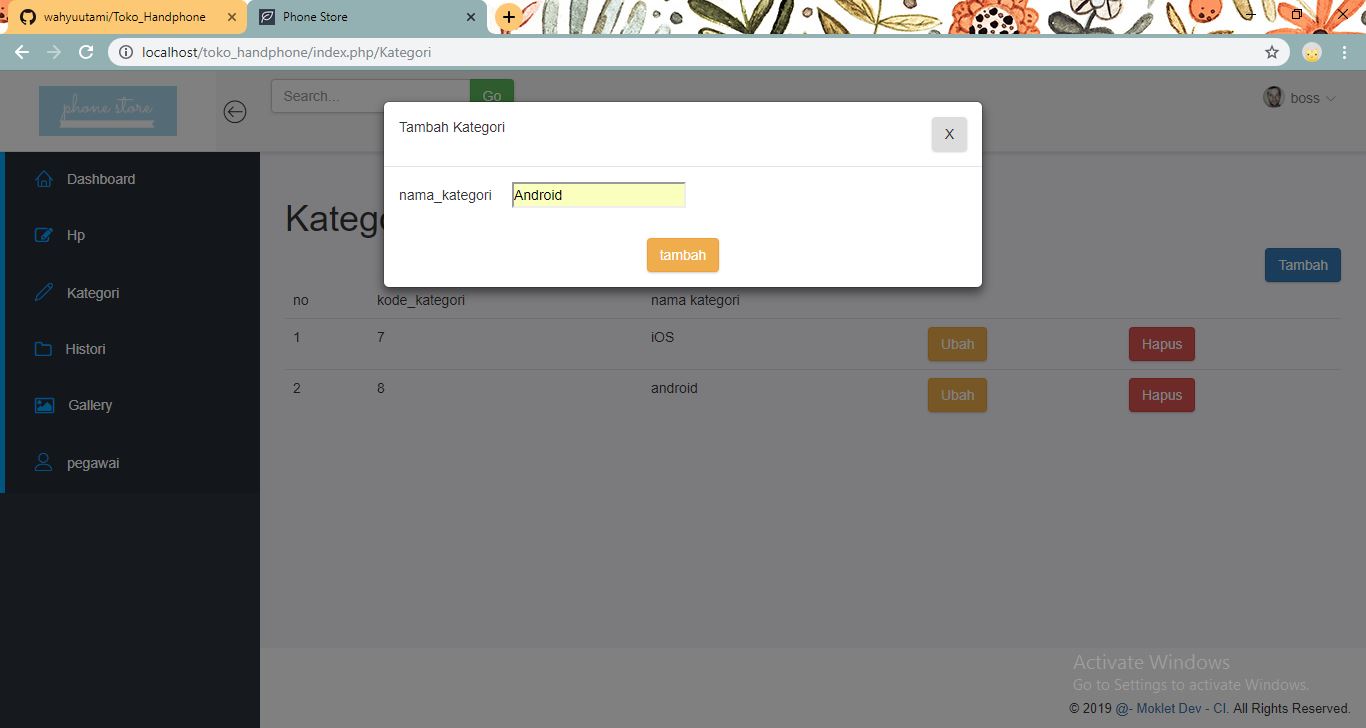 wahyuutami/Toko_Handphone
Phone Store
localhost/toko_handphone/index.php/Kategori
phone store
Search...
Go
boss
Tambah Kategori
X
nama_kategori Android
tambah
Dashboard
Hp
Kategori
Histori
Gallery
pegawai
Katego
Tambah
no kode_kategori nama kategori
1 7 iOS Ubah Hapus
2 8 android Ubah Hapus
Activate Windows
Go to Settings to activate Windows.
© 2019 @- Moklet Dev - CI. All Rights Reserved.